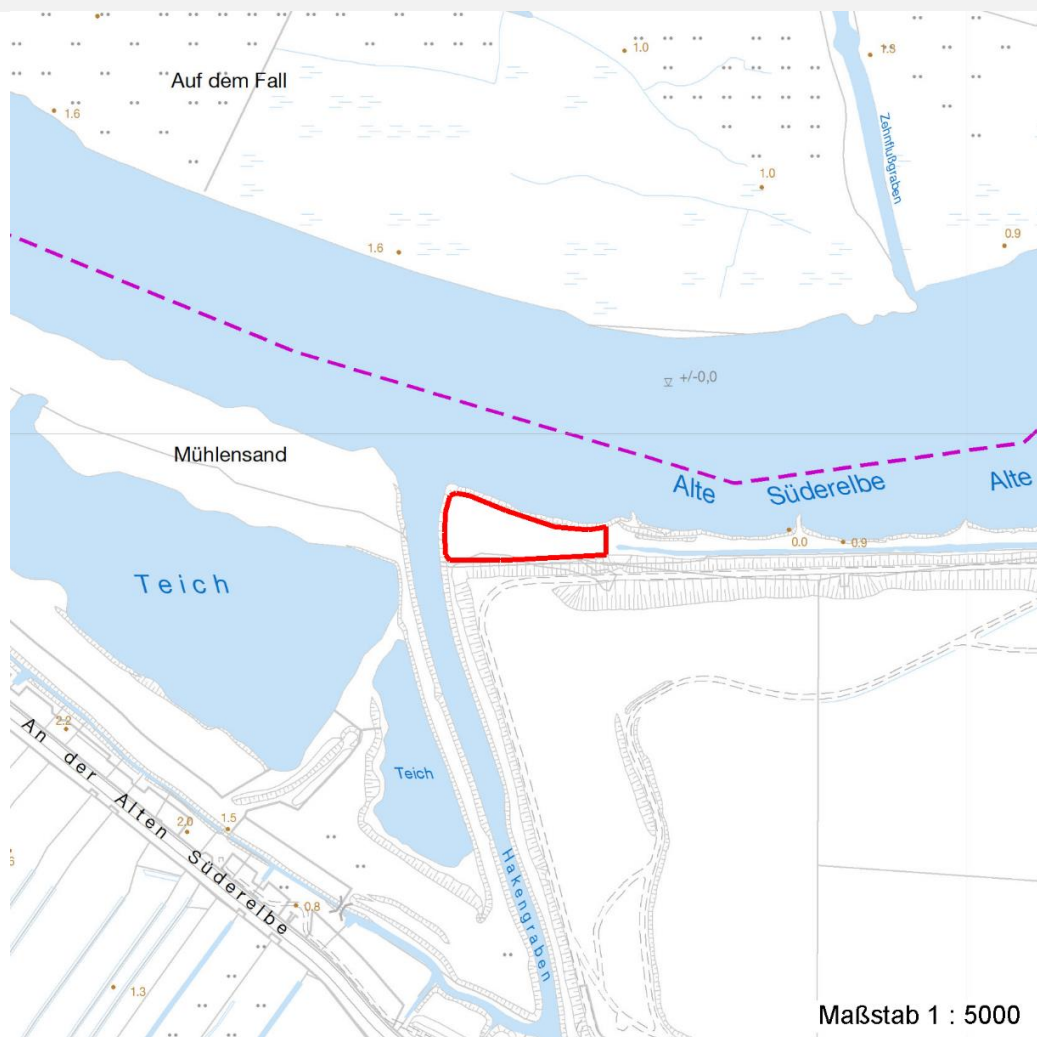 Auf dem Fall
1.6
1.0
1.3
Zehnflußgraben
1.0
0.9
1.6
+/-0,0
Mühlensand
Alte Süderelbe Alte
0.0
0.9
Teich
2.2
An der Alten Süderelbe
Teich
2.0
1.5
Hakengraben
0.8
1.3
Maßstab 1 : 5000